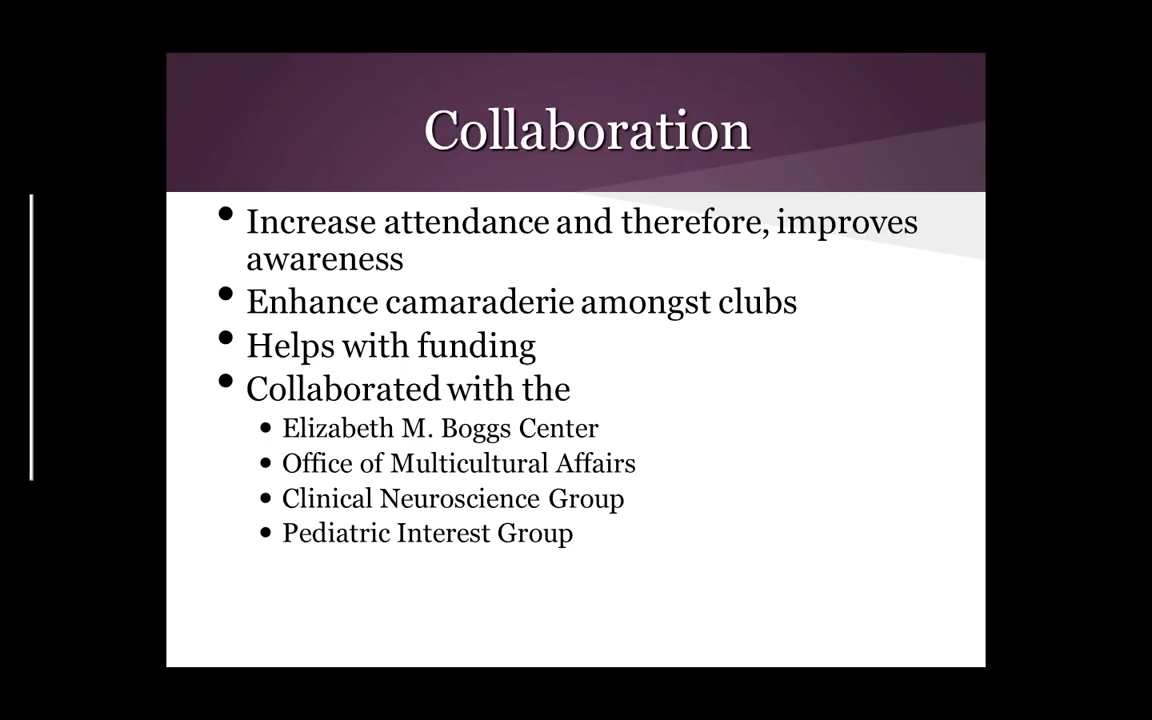 Collaboration
• Increase attendance and therefore, improves
awareness
• Enhance camaraderie amongst clubs
• Helps with funding
• Collaborated with the
• Elizabeth M. Boggs Center
• Office of Multicultural Affairs
• Clinical Neuroscience Group
• Pediatric Interest Group